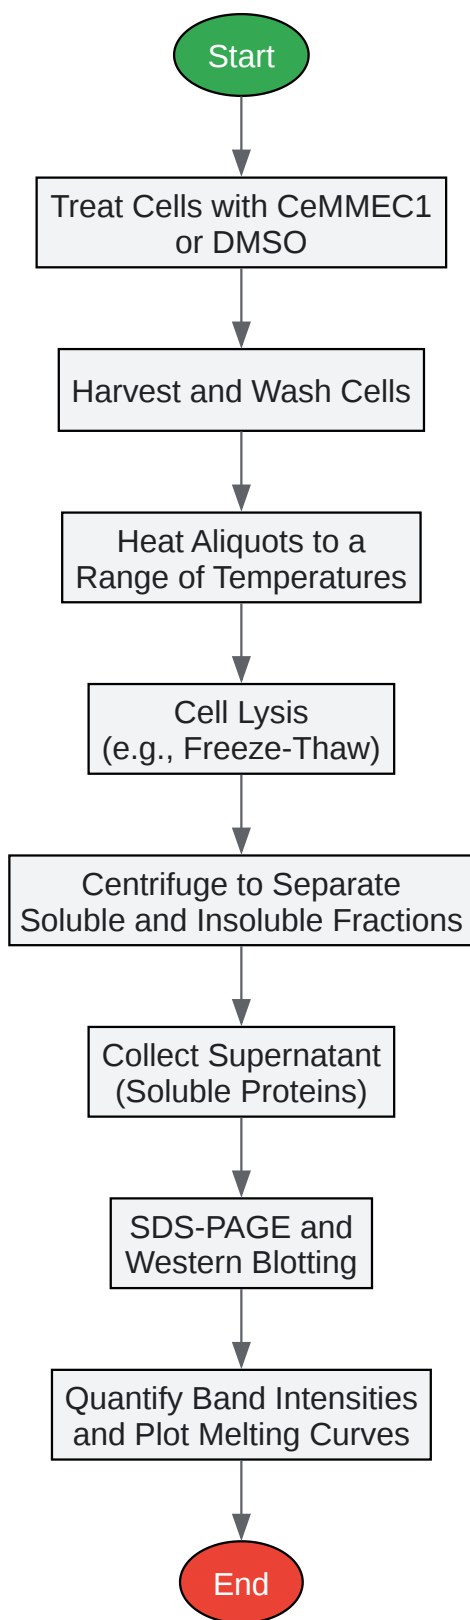 Start
Treat Cells with CeMMEC1
or DMSO
Harvest and Wash Cells
Heat Aliquots to a
Range of Temperatures
Cell Lysis
(e.g., Freeze-Thaw)
Centrifuge to Separate
Soluble and Insoluble Fractions
Collect Supernatant
(Soluble Proteins)
SDS-PAGE and
Western Blotting
Quantify Band Intensities
and Plot Melting Curves
End